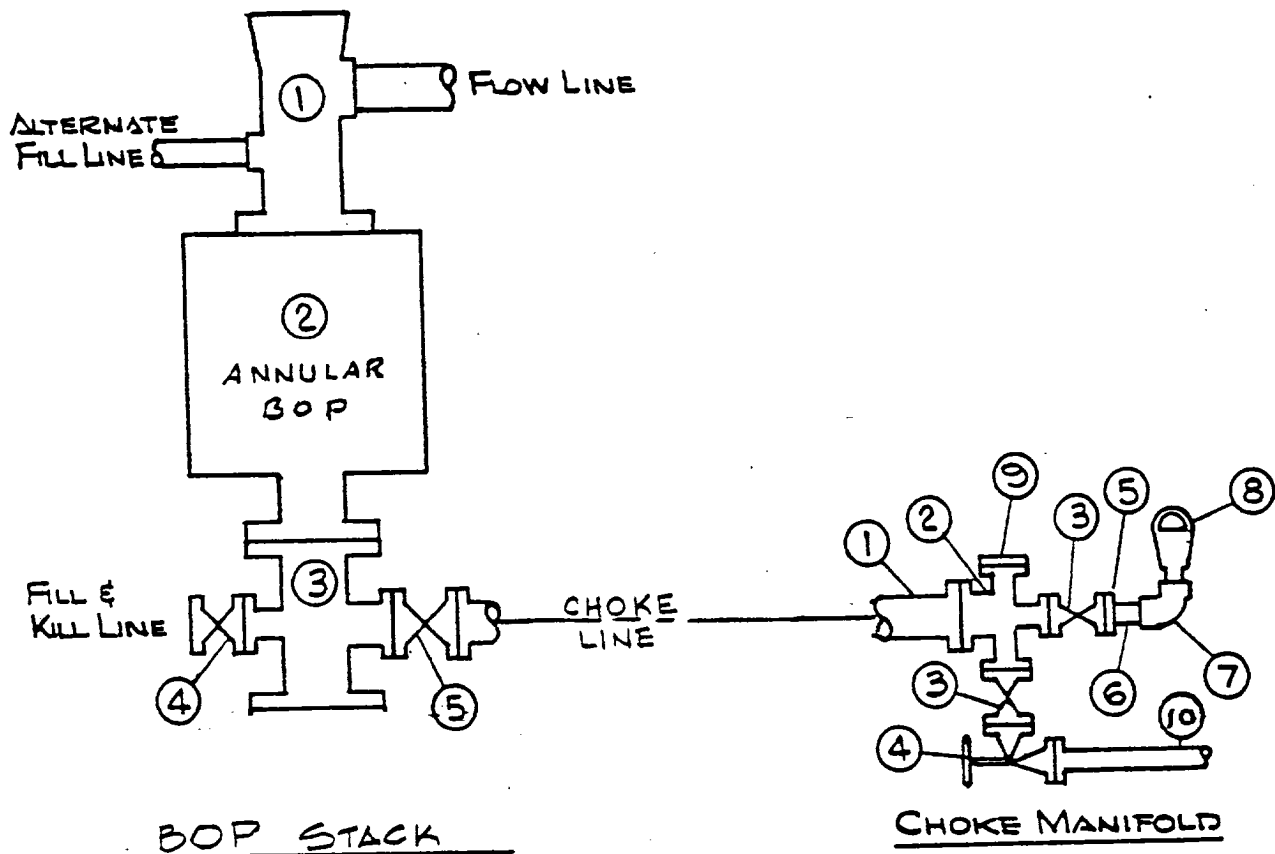 1
FLOW LINE
ALTERNATE
FILL LINE
2
ANNULAR
BOP
3
FILL &
KILL LINE
4
5
CHOKE
LINE
1
2
9
3
5
8
3
6
7
4
10
BOP STACK
CHOKE MANIFOLD